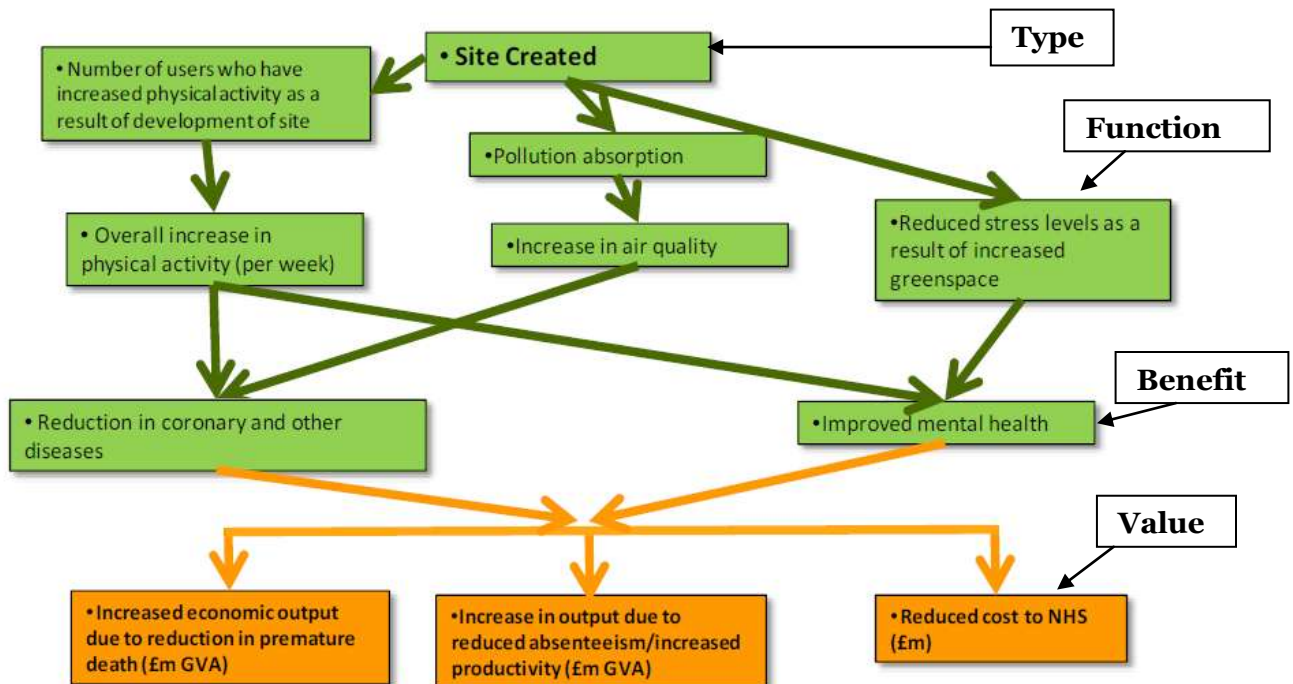 • Site Created
Type
• Number of users who have
increased physical activity as a
result of development of site
Function
•Pollution absorption
• Overall increase in
physical activity (per week)
•Increase in air quality
•Reduced stress levels as a
result of increased
greenspace
Benefit
• Reduction in coronary and other
diseases
•Improved mental health
Value
•Increased economic output
due to reduction in premature
death (£m GVA)
•Increase in output due to
reduced absenteeism/increased
productivity (£m GVA)
•Reduced cost to NHS
(£m)